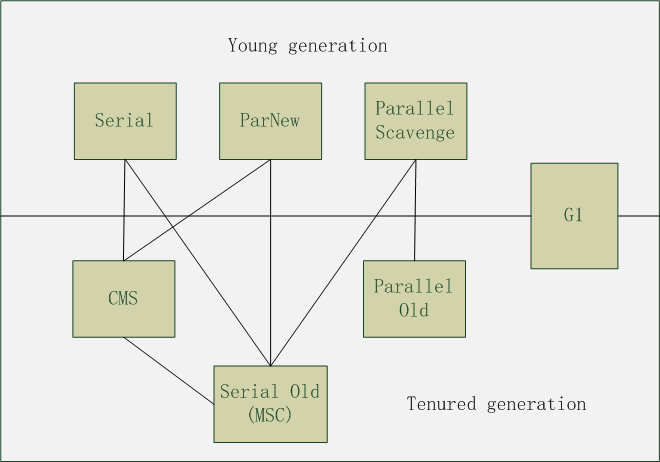 Young generation
Serial
ParNew
Parallel
Scavenge
G1
CMS
Parallel
Old
Serial Old
(MSC)
Tenured generation